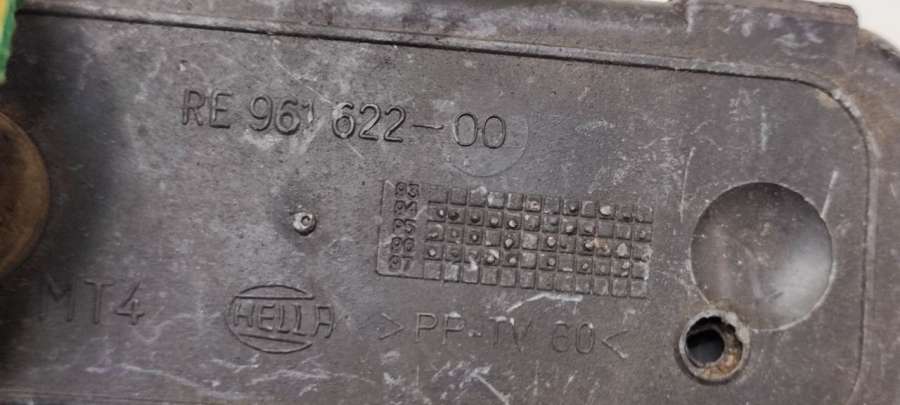 RE 961 622-00
93
94
95
96
97
MT4
HELLA
>PP-TV 60<